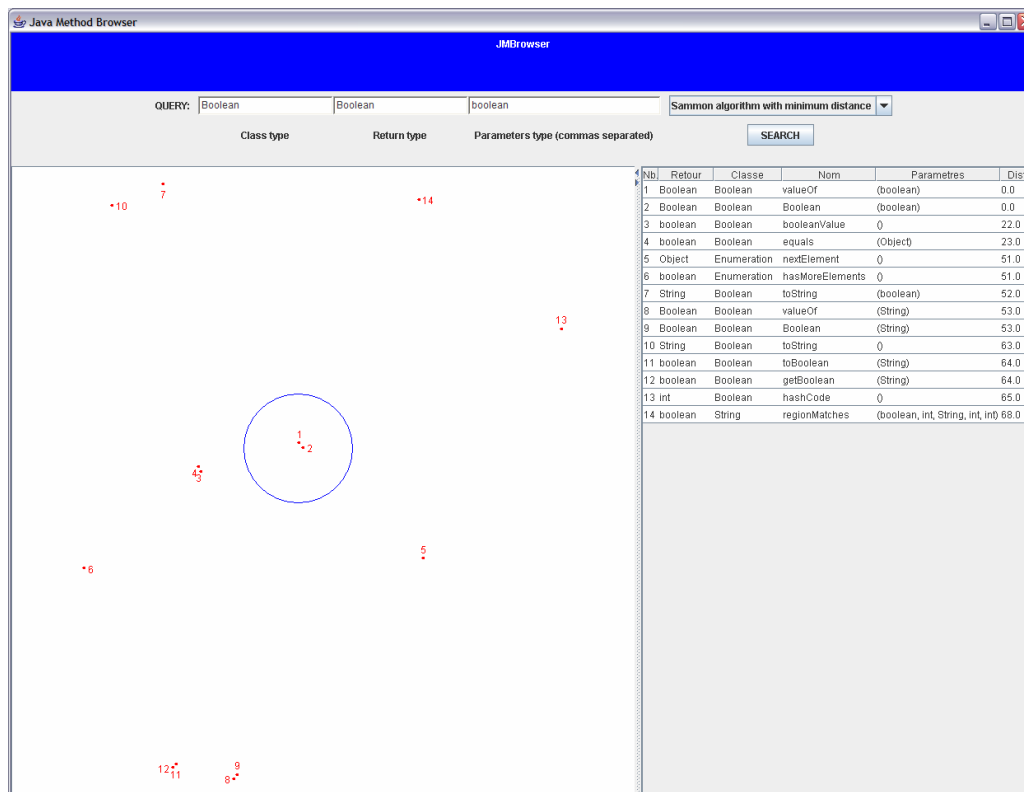 Java Method Browser
JMBrowser
QUERY: Boolean Boolean boolean Sammon algorithm with minimum distance
Class type Return type Parameters type (commas separated) SEARCH
7
10
14
13
1
2
4
3
5
6
12
11
9
8
Nb. Retour Classe Nom Parametres Dis
1 Boolean Boolean valueOf (boolean) 0.0
2 Boolean Boolean Boolean (boolean) 0.0
3 boolean Boolean booleanValue () 22.0
4 boolean Boolean equals (Object) 23.0
5 Object Enumeration nextElement () 51.0
6 boolean Enumeration hasMoreElements () 51.0
7 String Boolean toString (boolean) 52.0
8 Boolean Boolean valueOf (String) 53.0
9 Boolean Boolean Boolean (String) 53.0
10 String Boolean toString () 63.0
11 boolean Boolean toBoolean (String) 64.0
12 boolean Boolean getBoolean (String) 64.0
13 int Boolean hashCode () 65.0
14 boolean String regionMatches (boolean, int, String, int, int) 68.0